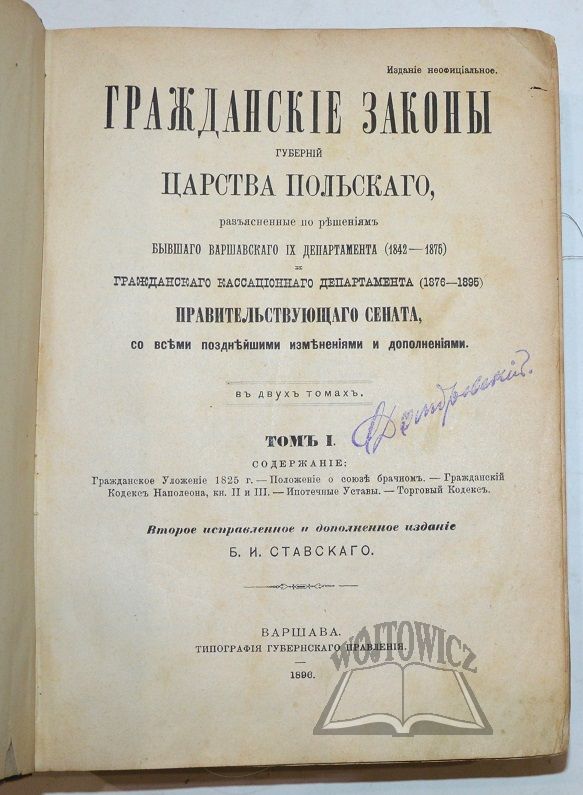 Изданіе неофиціальное.
ГРАЖДАНСКІЕ ЗАКОНЫ
ГУБЕРНІЙ
ЦАРСТВА ПОЛЬСКАГО,
разъясненные по рѣшеніямъ
БЫВШАГО ВАРШАВСКАГО IX ДЕПАРТАМЕНТА (1842—1875)
и
ГРАЖДАНСКАГО КАССАЦІОННАГО ДЕПАРТАМЕНТА (1876—1895)
ПРАВИТЕЛЬСТВУЮЩАГО СЕНАТА,
со всѣми позднѣйшими измѣненіями и дополненіями.
въ двухъ томахъ.
ТОМЪ I.
СОДЕРЖАНІЕ:
Гражданское Уложеніе 1825 г. — Положеніе о союзѣ брачномъ. — Гражданскій
Кодексъ Наполеона, кн. II и III. — Ипотечные Уставы. — Торговый Кодексъ.
Второе исправленное и дополненное изданіе
Б. И. СТАВСКАГО.
ВАРШАВА.
ТИПОГРАФІЯ ГУБЕРНСКАГО ПРАВЛЕНІЯ.
1896.
WÓJTOWICZ